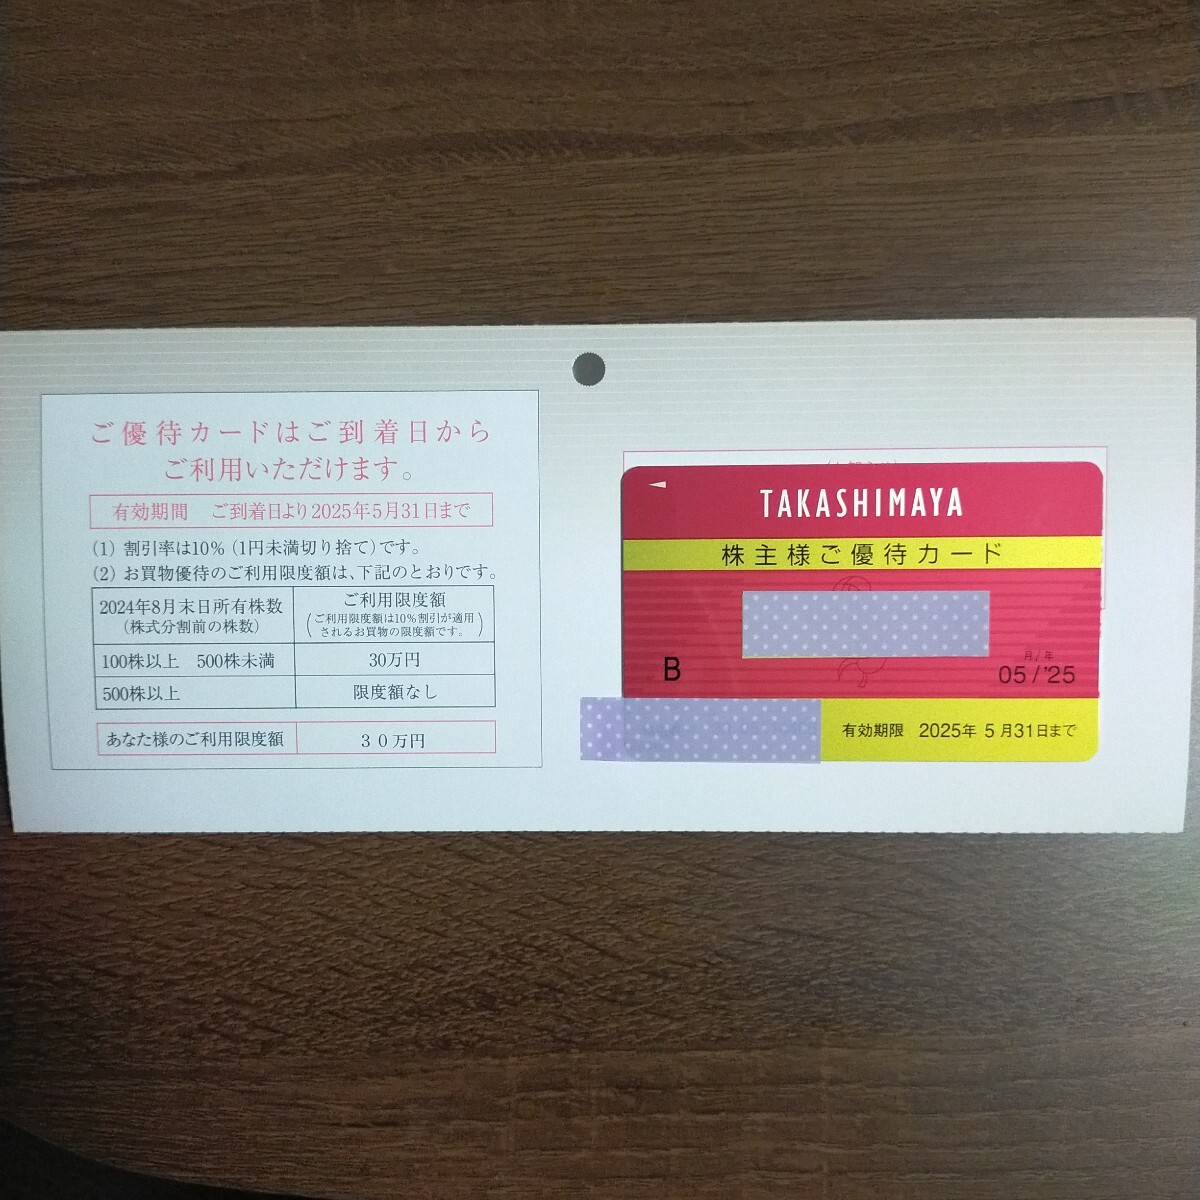 ご優待カードはご到着日から
ご利用いただけます。
有効期間 ご到着日より2025年5月31日まで
(1) 割引率は10%(1円未満切り捨て)です。
(2) お買物優待のご利用限度額は、下記のとおりです。
2024年8月末日所有株数
(株式分割前の株数)
ご利用限度額
(ご利用限度額は10%割引が適用
されるお買物の限度額です。)
100株以上 500株未満 30万円
500株以上 限度額なし
あなた様のご利用限度額 30万円
TAKASHIMAYA
株主様ご優待カード
月/年
B 05/'25
有効期限 2025年5月31日まで